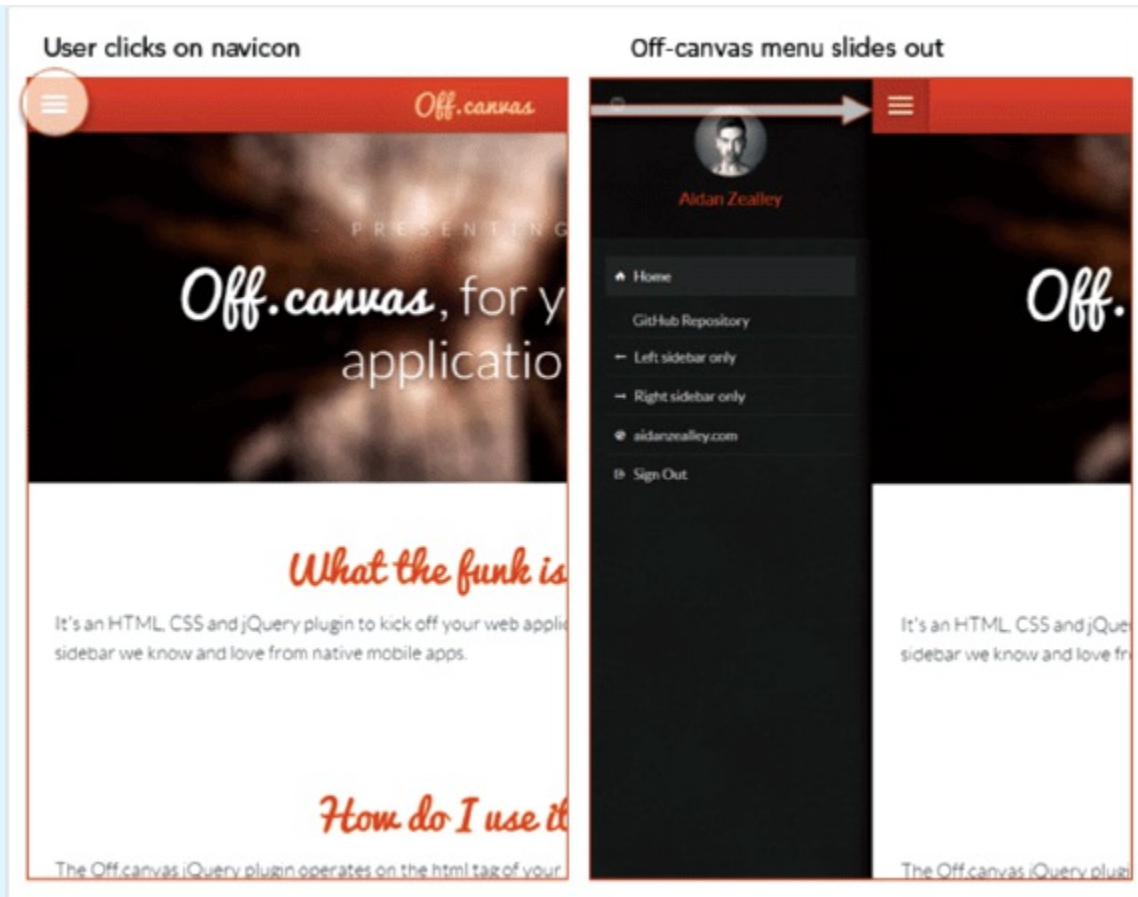 User clicks on navicon
Off.canvas
PRESENTING
Off.canvas, for y
applicatio
What the funk is
It's an HTML, CSS and jQuery plugin to kick off your web applic
sidebar we know and love from native mobile apps.
How do I use it
The Off.canvas jQuery plugin operates on the html tag of your
Off-canvas menu slides out
Aidan Zealley
Home
GitHub Repository
Left sidebar only
Right sidebar only
aidanzealley.com
Sign Out
Off.
It's an HTML, CSS and jQue
sidebar we know and love fr
The Off.canvas jQuery plugi